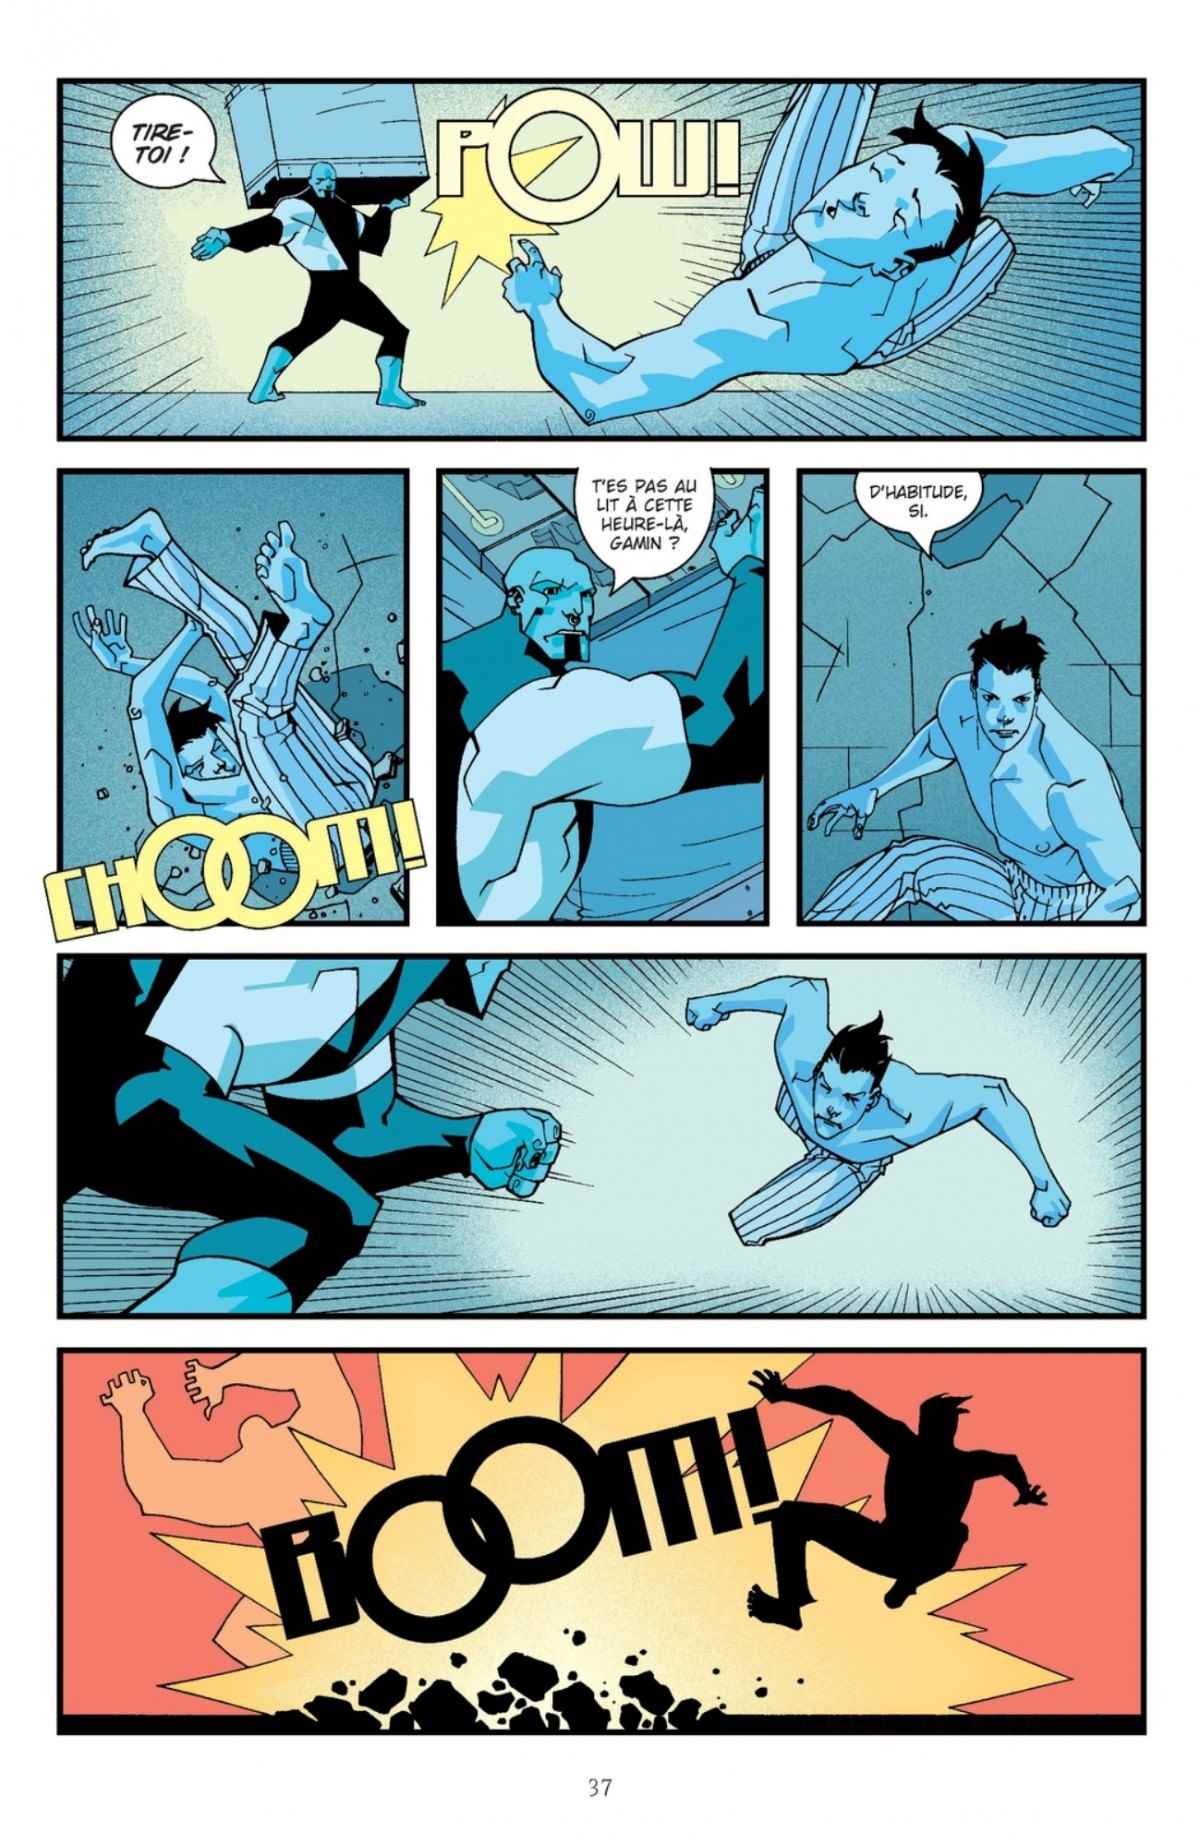 TIRE-
TOI !
POW!
CHOOM!
T'ES PAS AU
LIT À CETTE
HEURE-LÀ,
GAMIN ?
D'HABITUDE,
SI.
BOOM!
37